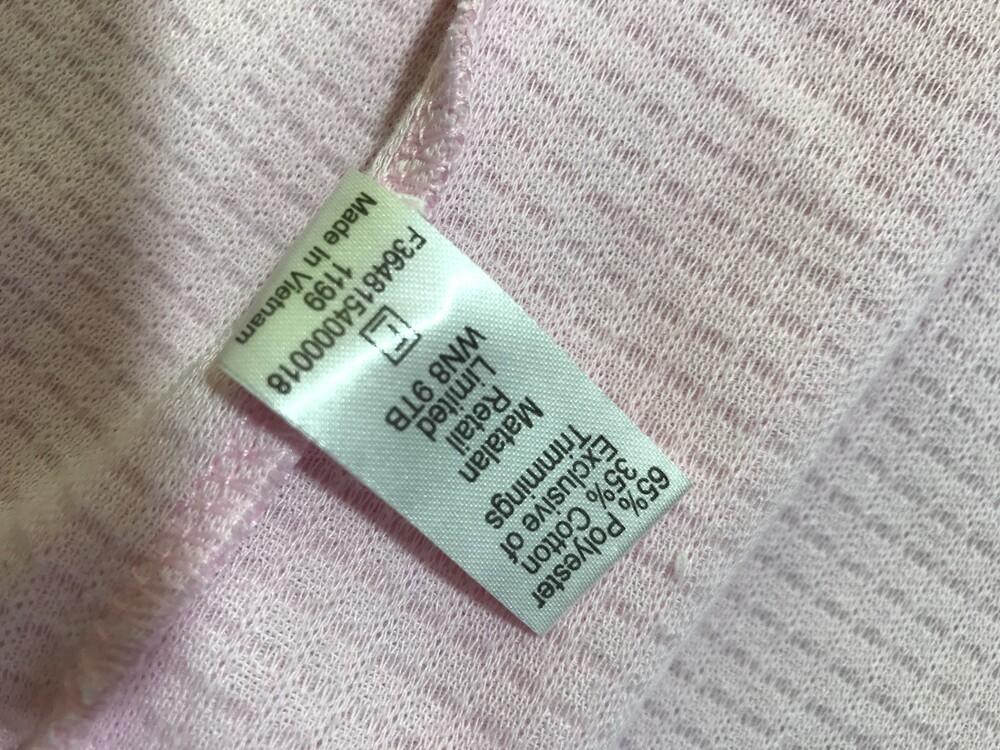 65% Polyester
35% Cotton
Exclusive of
Trimmings
Matalan
Retail
Limited
WN8 9TB
F3648154000018
1199
Made In Vietnam